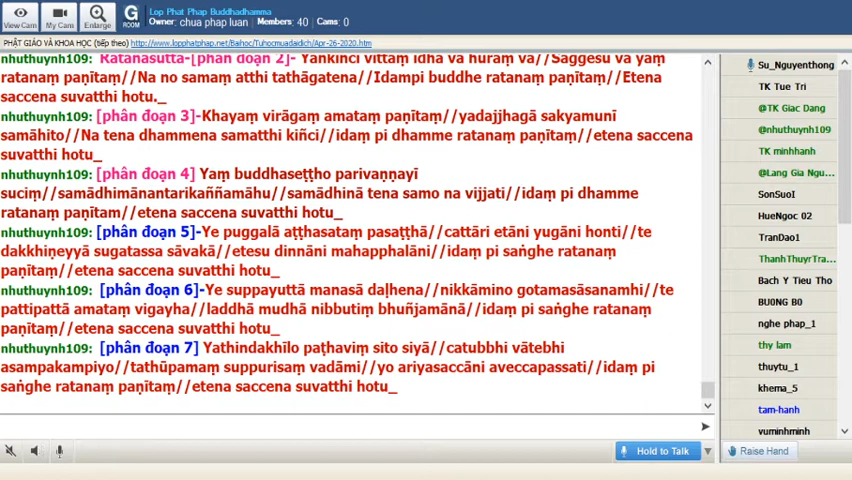 Lop Phat Phap Buddhadhamma
Owner: chua phap luan Members: 40 Cams: 0
View Cam
My Cam
Enlarge
G
ROOM
PHẬT GIÁO VÀ KHOA HỌC (tiếp theo) http://www.lopphatphap.net/Baihoc/Tuhocmuadaidich/Apr-26-2020.htm
nhuthuynh109: Ratanasutta-[phân đoạn 2]- Yaṅkiñci vittaṃ idha vā huraṃ vā//Saggesu vā yaṃ
ratanaṃ paṇītaṃ//Na no samaṃ atthi tathāgatena//Idampi buddhe ratanaṃ paṇītaṃ//Etena
saccena suvatthi hotu._
nhuthuynh109: [phân đoạn 3]-Khayaṃ virāgaṃ amataṃ paṇītaṃ//yadajjhagā sakyamunī
samāhito//Na tena dhammena samatthi kiñci//idaṃ pi dhamme ratanaṃ paṇītaṃ//etena saccena
suvatthi hotu_
nhuthuynh109: [phân đoạn 4] Yaṃ buddhaseṭṭho parivaṇṇayī
suciṃ//samādhimānantarikaññamāhu//samādhinā tena samo na vijjati//idaṃ pi dhamme
ratanaṃ paṇītam//etena saccena suvatthi hotu_
nhuthuynh109: [phân đoạn 5]-Ye puggalā aṭṭhasataṃ pasaṭṭhā//cattāri etāni yugāni honti//te
dakkhiṇeyyā sugatassa sāvakā//etesu dinnāni mahapphalāni//idaṃ pi saṅghe ratanaṃ
paṇītaṃ//etena saccena suvatthi hotu_
nhuthuynh109: [phân đoạn 6]-Ye suppayuttā manasā daḷhena//nikkāmino gotamasāsanamhi//te
pattipattā amataṃ vigayha//laddhā mudhā nibbutiṃ bhuñjamānā//idaṃ pi saṅghe ratanaṃ
paṇītaṃ//etena saccena suvatthi hotu_
nhuthuynh109: [phân đoạn 7] Yathindakhīlo paṭhaviṃ sito siyā//catubbhi vātebhi
asampakampiyo//tathūpamaṃ suppurisaṃ vadāmi//yo ariyasaccāni aveccapassati//idaṃ pi
saṅghe ratanaṃ paṇītaṃ//etena saccena suvatthi hotu_
Su_Nguyenthong
TK Tue Tri
@TK Giac Dang
@nhuthuynh109
TK minhhanh
@Lang Gia Ngu...
SonSuoI
HueNgoc 02
TranDao1
ThanhThuyrTra...
Bach Y Tieu Tho
BU0NG B0
nghe phap_1
thy lam
thuytu_1
khema_5
tam-hanh
vuminhminh
Hold to Talk
Raise Hand